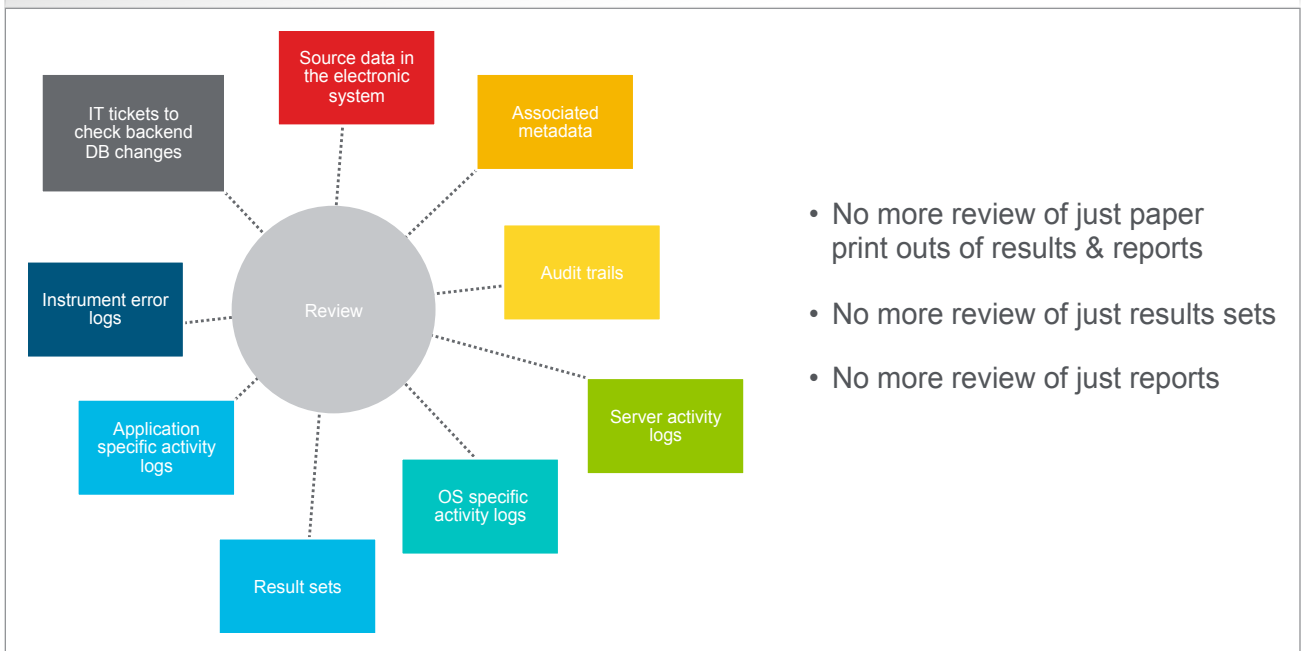 Source data in
the electronic
system
IT tickets to
check backend
DB changes
Associated
metadata
Audit trails
Instrument error
logs
Review
Server activity
logs
Application
specific activity
logs
OS specific
activity logs
Result sets
• No more review of just paper
print outs of results & reports
• No more review of just results sets
• No more review of just reports